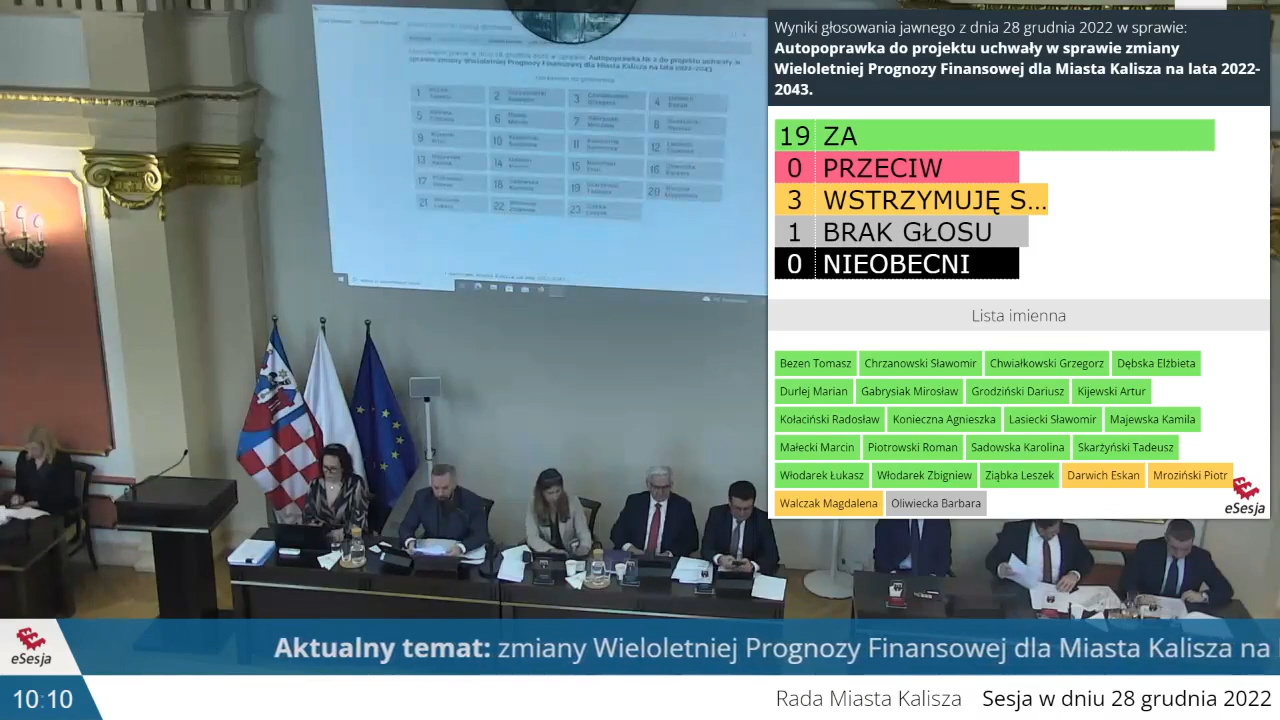 Wyniki głosowania jawnego z dnia 28 grudnia 2022 w sprawie:
Autopoprawka do projektu uchwały w sprawie zmiany
Wieloletniej Prognozy Finansowej dla Miasta Kalisza na lata 2022-
2043.
19 ZA
0 PRZECIW
3 WSTRZYMUJĘ S...
1 BRAK GŁOSU
0 NIEOBECNI
Lista imienna
Bezen Tomasz Chrzanowski Sławomir Chwiałkowski Grzegorz Dębska Elżbieta
Durlej Marian Gabrysiak Mirosław Grodziński Dariusz Kijewski Artur
Kołaciński Radosław Konieczna Agnieszka Lasiecki Sławomir Majewska Kamila
Małecki Marcin Piotrowski Roman Sadowska Karolina Skarżyński Tadeusz
Włodarek Łukasz Włodarek Zbigniew Ziąbka Leszek Darwich Eskan Mroziński Piotr
Walczak Magdalena Oliwiecka Barbara
eSesja
Aktualny temat: zmiany Wieloletniej Prognozy Finansowej dla Miasta Kalisza na
eSesja
10:10
Rada Miasta Kalisza Sesja w dniu 28 grudnia 2022